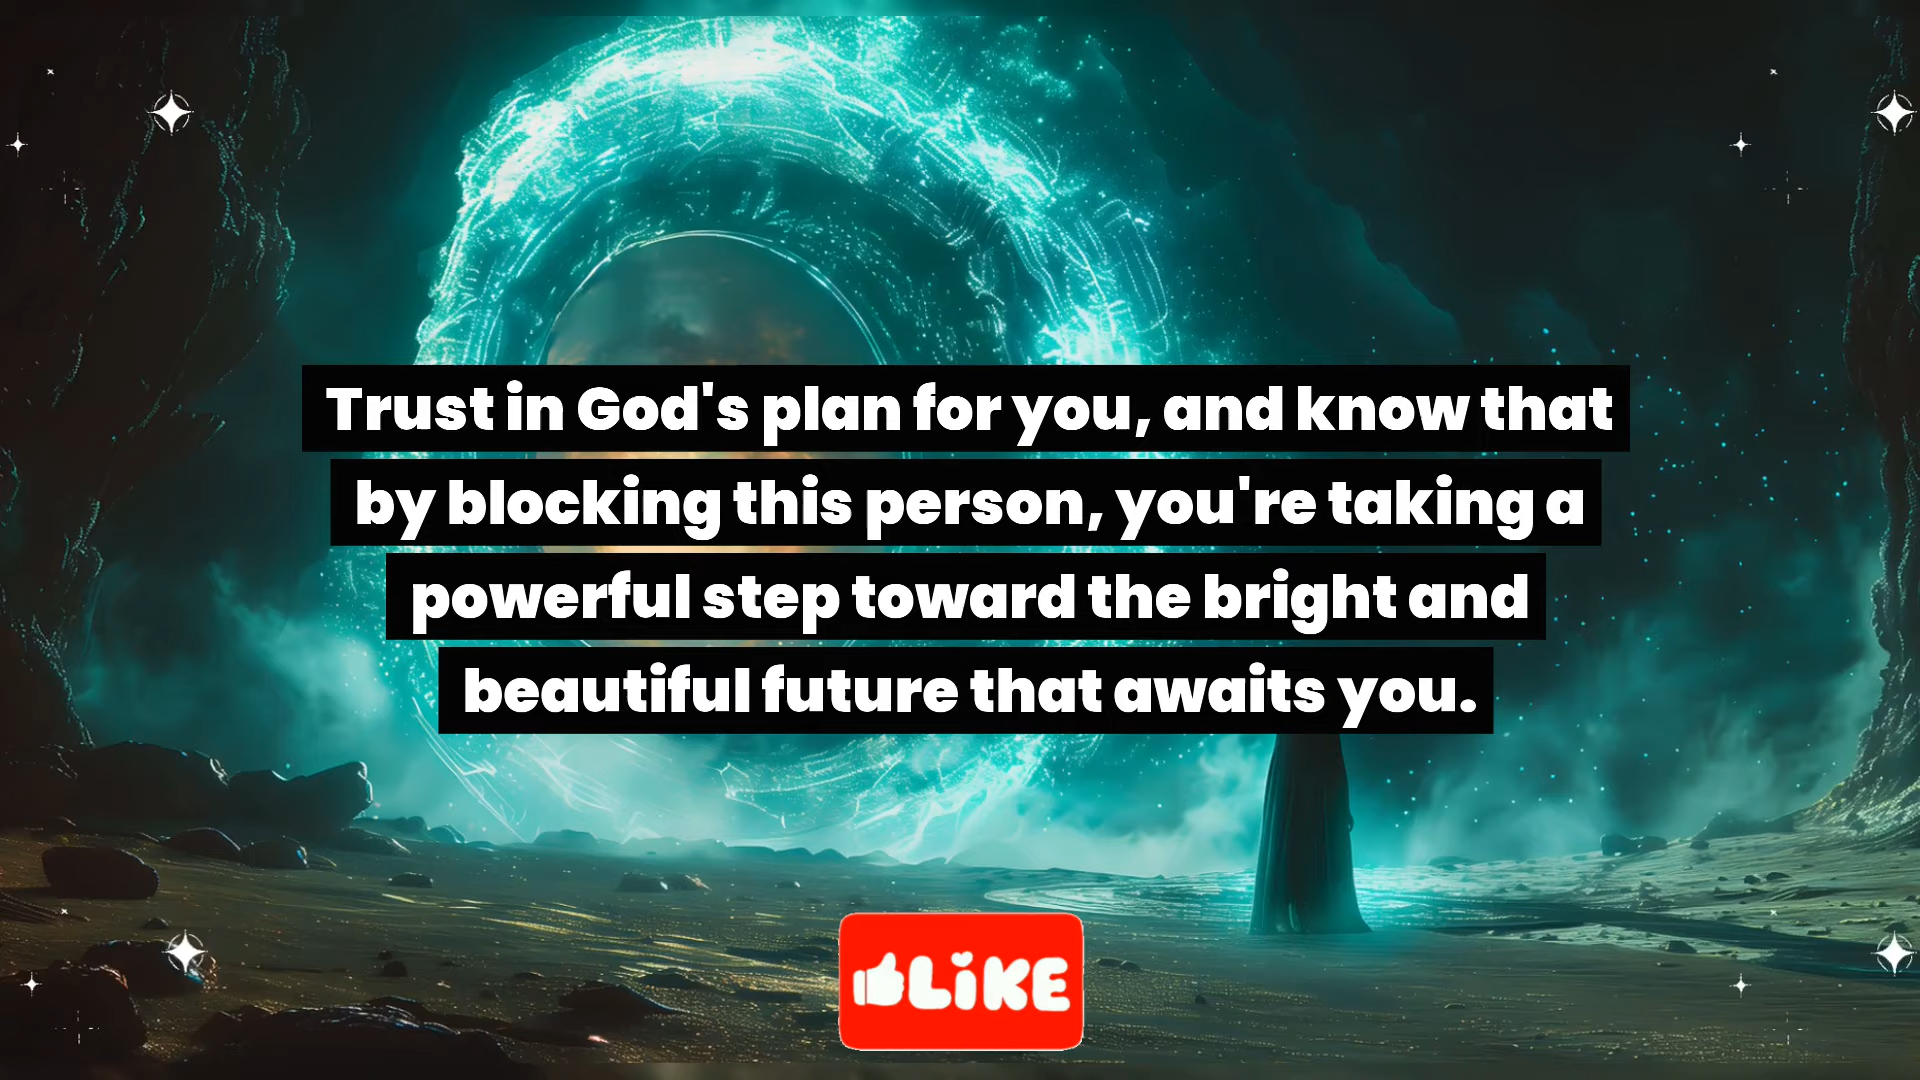 Trust in God's plan for you, and know that
by blocking this person, you're taking a
powerful step toward the bright and
beautiful future that awaits you.
LiKE